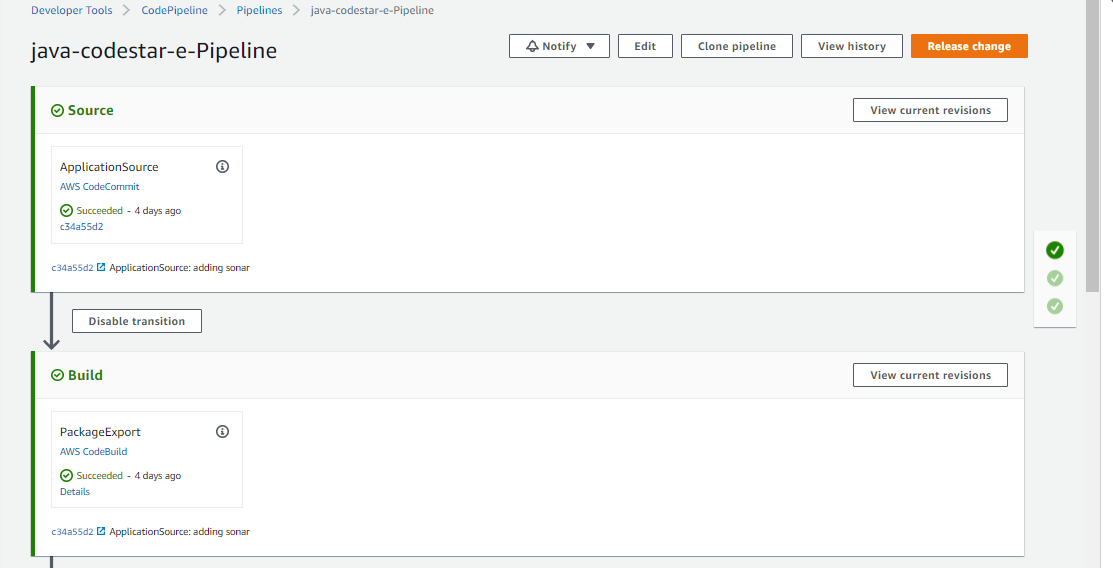 Developer Tools > CodePipeline > Pipelines > java-codestar-e-Pipeline
java-codestar-e-Pipeline
Notify Edit Clone pipeline View history Release change
Source
View current revisions
ApplicationSource
AWS CodeCommit
Succeeded - 4 days ago
c34a55d2
c34a55d2 ApplicationSource: adding sonar
Disable transition
Build
View current revisions
PackageExport
AWS CodeBuild
Succeeded - 4 days ago
Details
c34a55d2 ApplicationSource: adding sonar